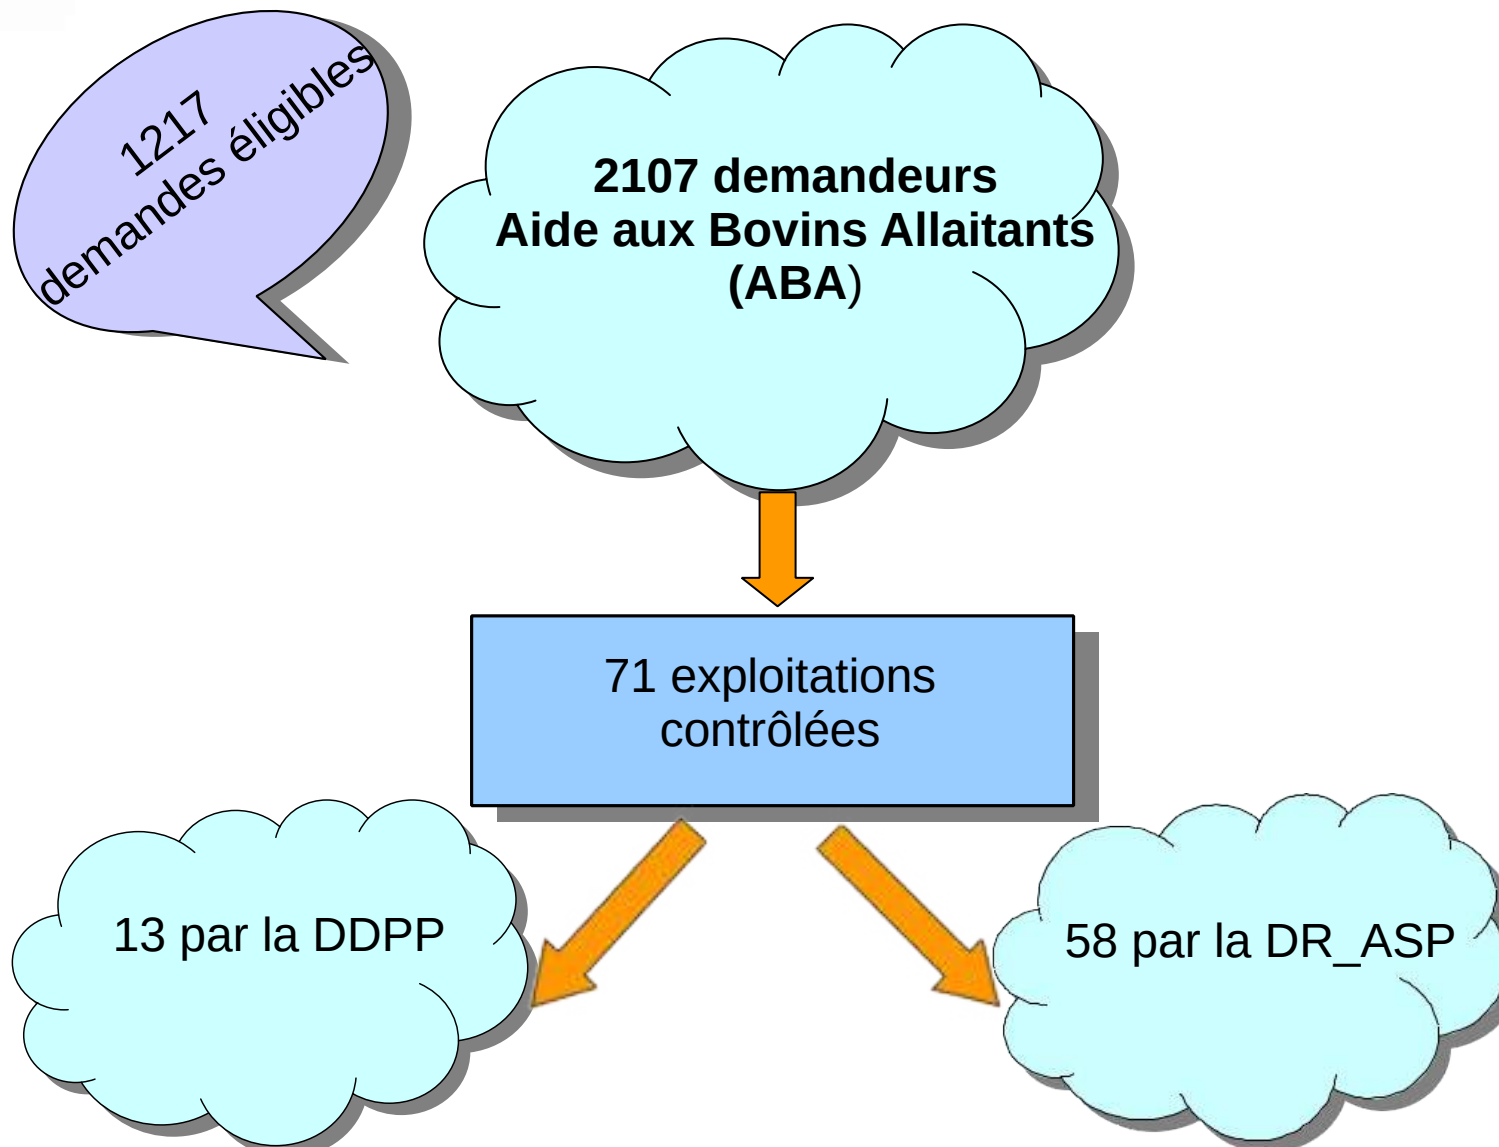 1217
demandes éligibles
2107 demandeurs
Aide aux Bovins Allaitants
(ABA)
71 exploitations
contrôlées
13 par la DDPP
58 par la DR_ASP